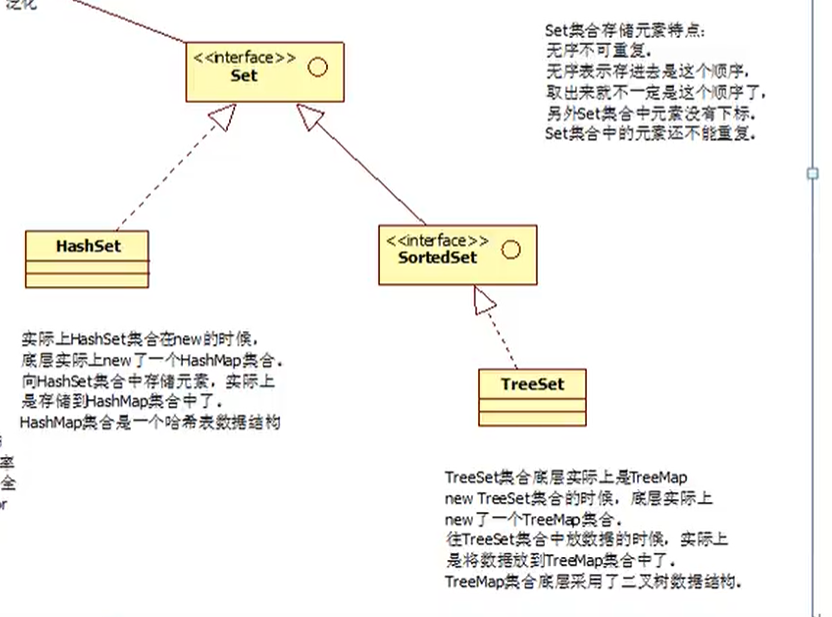 泛化
<<interface>>
Set
Set集合存储元素特点：
无序不可重复。
无序表示存进去是这个顺序，
取出来就不一定是这个顺序了，
另外Set集合中元素没有下标。
Set集合中的元素还不能重复。
HashSet
<<interface>>
SortedSet
实际上HashSet集合在new的时候，
底层实际上new了一个HashMap集合。
向HashSet集合中存储元素，实际上
是存储到HashMap集合中了。
HashMap集合是一个哈希表数据结构
率
全
or
TreeSet
TreeSet集合底层实际上是TreeMap
new TreeSet集合的时候，底层实际上
new了一个TreeMap集合。
往TreeSet集合中放数据的时候，实际上
是将数据放到TreeMap集合中了。
TreeMap集合底层采用了二叉树数据结构。